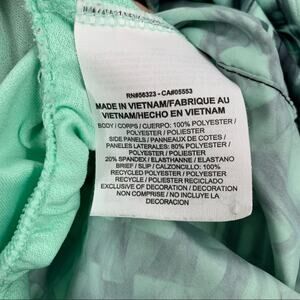 RN#56323 - CA#05553
MADE IN VIETNAM/FABRIQUE AU
VIETNAM/HECHO EN VIETNAM
BODY / CORPS / CUERPO: 100% POLYESTER
/ POLYESTER / POLIÉSTER
SIDE PANELS / PANNEAUX DE COTES /
PANELES LATERALES: 80% POLYESTER /
POLYESTER / POLIÉSTER
20% SPANDEX / ELASTHANNE / ELASTANO
BRIEF / SLIP / CALZONCILLO: 100%
RECYCLED POLYESTER / POLYESTER
RECYCLE / POLIESTER RECICLADO
EXCLUSIVE OF DECORATION / DECORATION
NON COMPRISE / NO INCLUYE LA
DECORACION